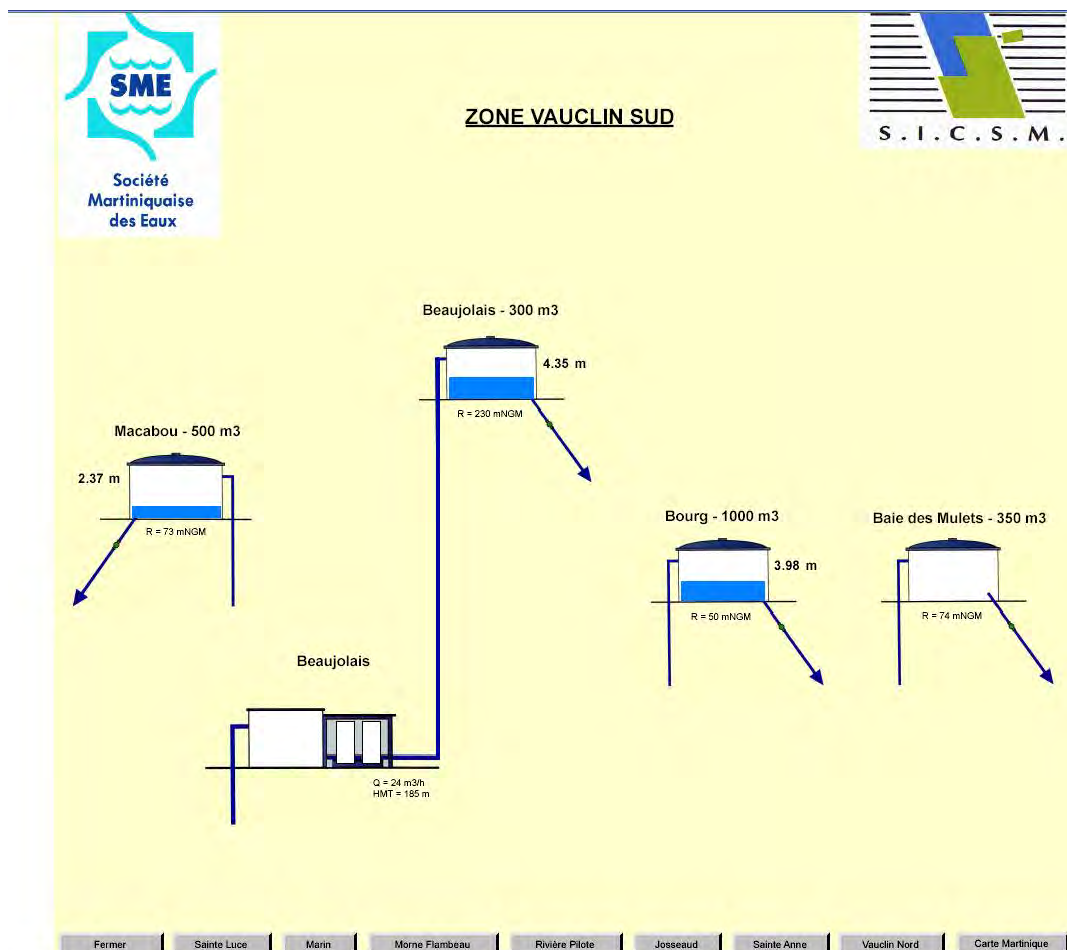 SME
Société
Martiniquaise
des Eaux
ZONE VAUCLIN SUD
S.I.C.S.M.
Beaujolais - 300 m3
4.35 m
R = 230 mNGM
Macabou - 500 m3
2.37 m
R = 73 mNGM
Bourg - 1000 m3
3.98 m
R = 50 mNGM
Baie des Mulets - 350 m3
R = 74 mNGM
Beaujolais
Q = 24 m3/h
HMT = 185 m
Fermer
Sainte Luce
Marin
Morne Flambeau
Rivière Pilote
Josseaud
Sainte Anne
Vauclin Nord
Carte Martinique